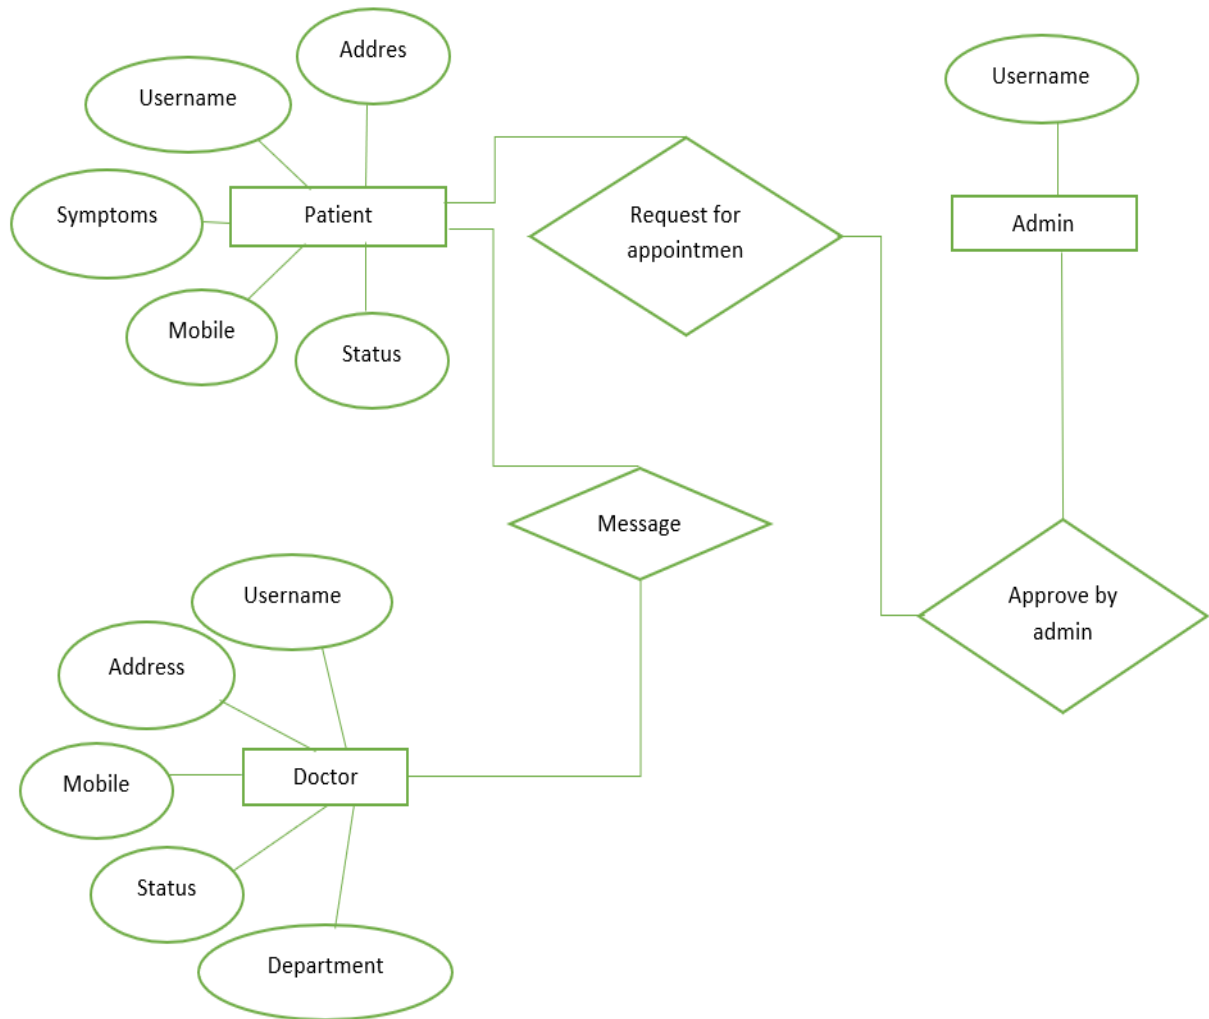 Addres
Username
Username
Symptoms
Patient
Request for
appointmen
Admin
Mobile
Status
Message
Username
Approve by
admin
Address
Mobile
Doctor
Status
Department